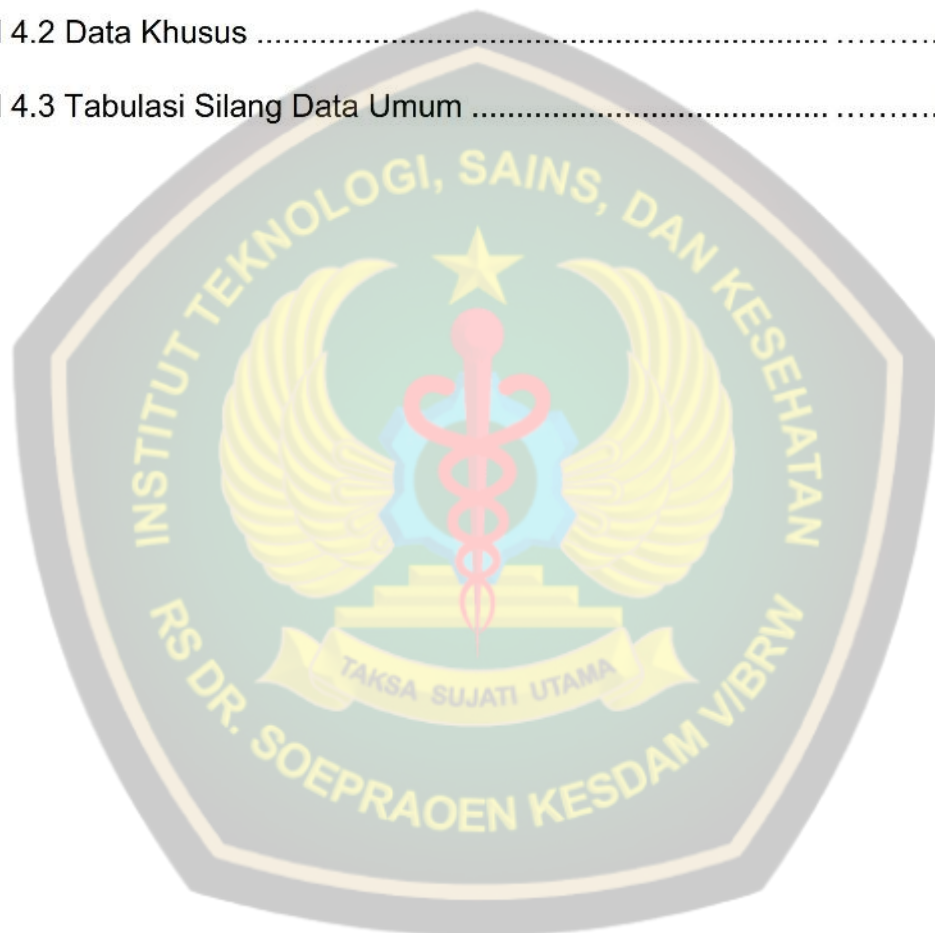 l 4.2 Data Khusus ................................................................ ...........
l 4.3 Tabulasi Silang Data Umum ........................................ ...........
INSTITUT TEKNOLOGI, SAINS, DAN KESEHATAN
TAKSA SUJATI UTAMA
RS DR. SOEPRAOEN KESDAM V/BRW